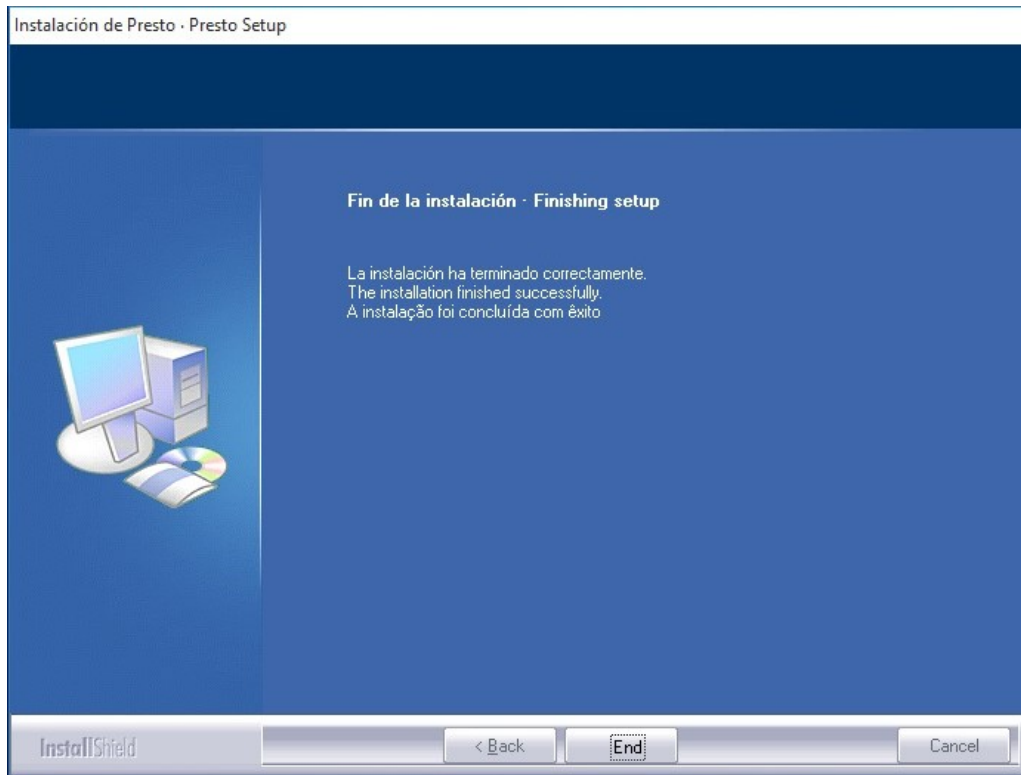 Instalación de Presto · Presto Setup
Fin de la instalación · Finishing setup
La instalación ha terminado correctamente.
The installation finished successfully.
A instalação foi concluída com êxito
InstallShield
< Back
End
Cancel